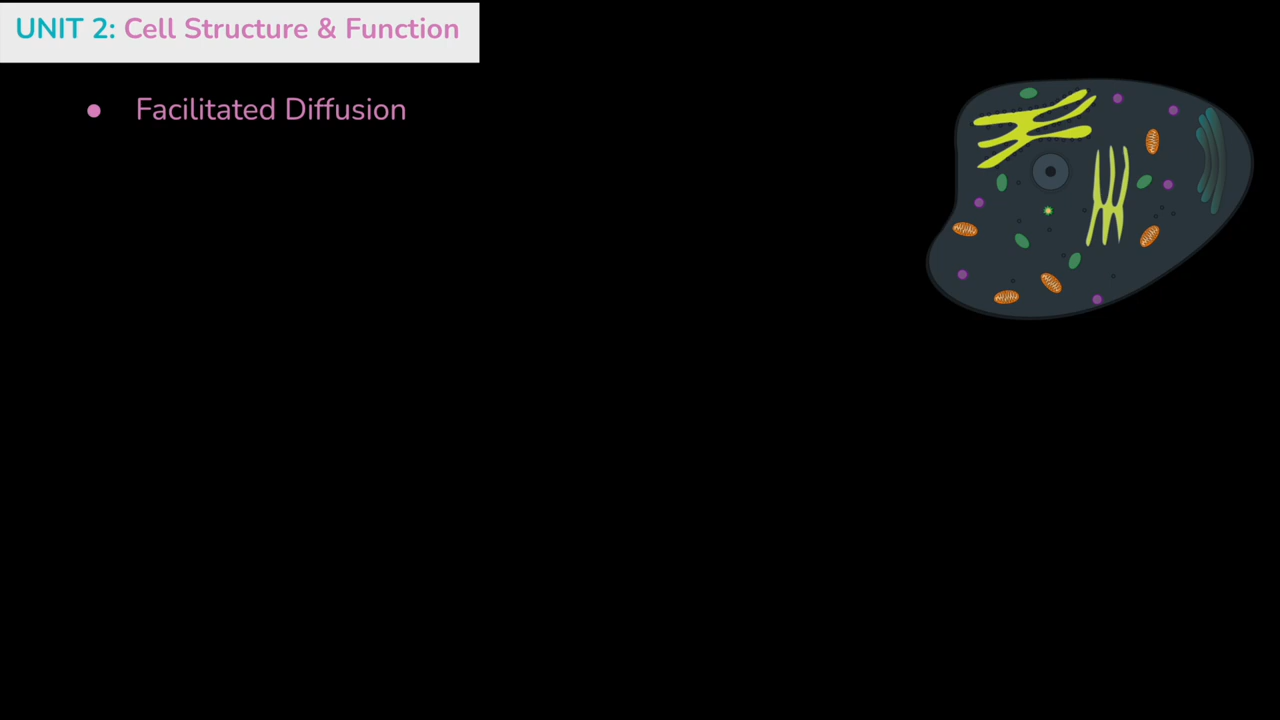 UNIT 2: Cell Structure & Function
● Facilitated Diffusion